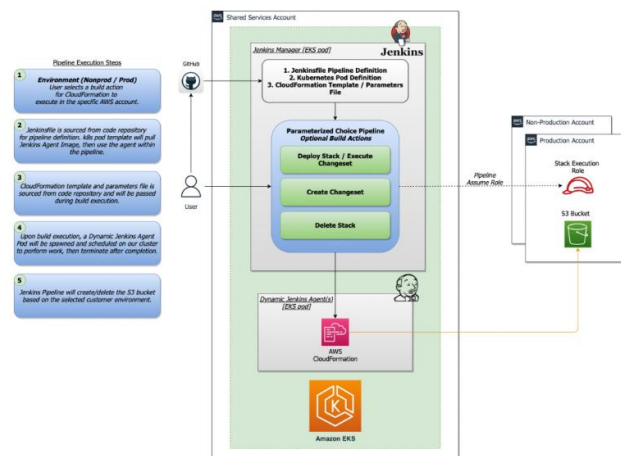 Pipeline Execution Steps
1
Environment (Nonprod / Prod)
User selects a build action
for CloudFormation to
execute in the specific AWS account.
2
Jenkinsfile is sourced from code repository
for pipeline definition. k8s pod template will pull
Jenkins Agent Image, then use the agent within
the pipeline.
3
CloudFormation template and parameters file is
sourced from code repository and will be passed
during build execution.
4
Upon build execution, a Dynamic Jenkins Agent
Pod will be spawned and scheduled on our cluster
to perform work, then terminate after completion.
5
Jenkins Pipeline will create/delete the S3 bucket
based on the selected customer environment.
GitHub
User
aws
Shared Services Account
Jenkins Manager [EKS pod]
Jenkins
1. Jenkinsfile Pipeline Definition
2. Kubernetes Pod Definition
3. CloudFormation Template / Parameters
File
Parameterized Choice Pipeline
Optional Build Actions
Deploy Stack / Execute
Changeset
Create Changeset
Delete Stack
Dynamic Jenkins Agent(s)
[EKS pod]
AWS
CloudFormation
Amazon EKS
Pipeline
Assume Role
aws
Non-Production Account
aws
Production Account
Stack Execution
Role
S3 Bucket